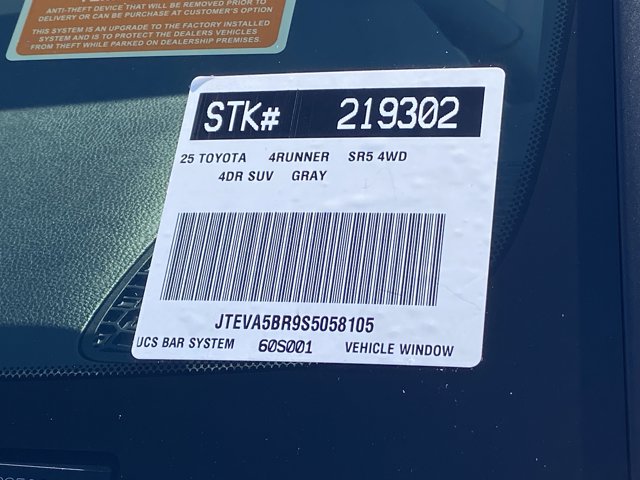 ANTI-THEFT DEVICE THAT WILL BE REMOVED PRIOR TO
DELIVERY OR CAN BE PURCHASE AT CUSTOMER'S OPTION
THIS SYSTEM IS AN UPGRADE TO THE FACTORY INSTALLED
SYSTEM AND IS TO PROTECT THE DEALERS VEHICLES
FROM THEFT WHILE PARKED ON DEALERSHIP PREMISES.
STK# 219302
25 TOYOTA 4RUNNER SR5 4WD
4DR SUV GRAY
JTEVA5BR9S5058105
UCS BAR SYSTEM 60S001 VEHICLE WINDOW